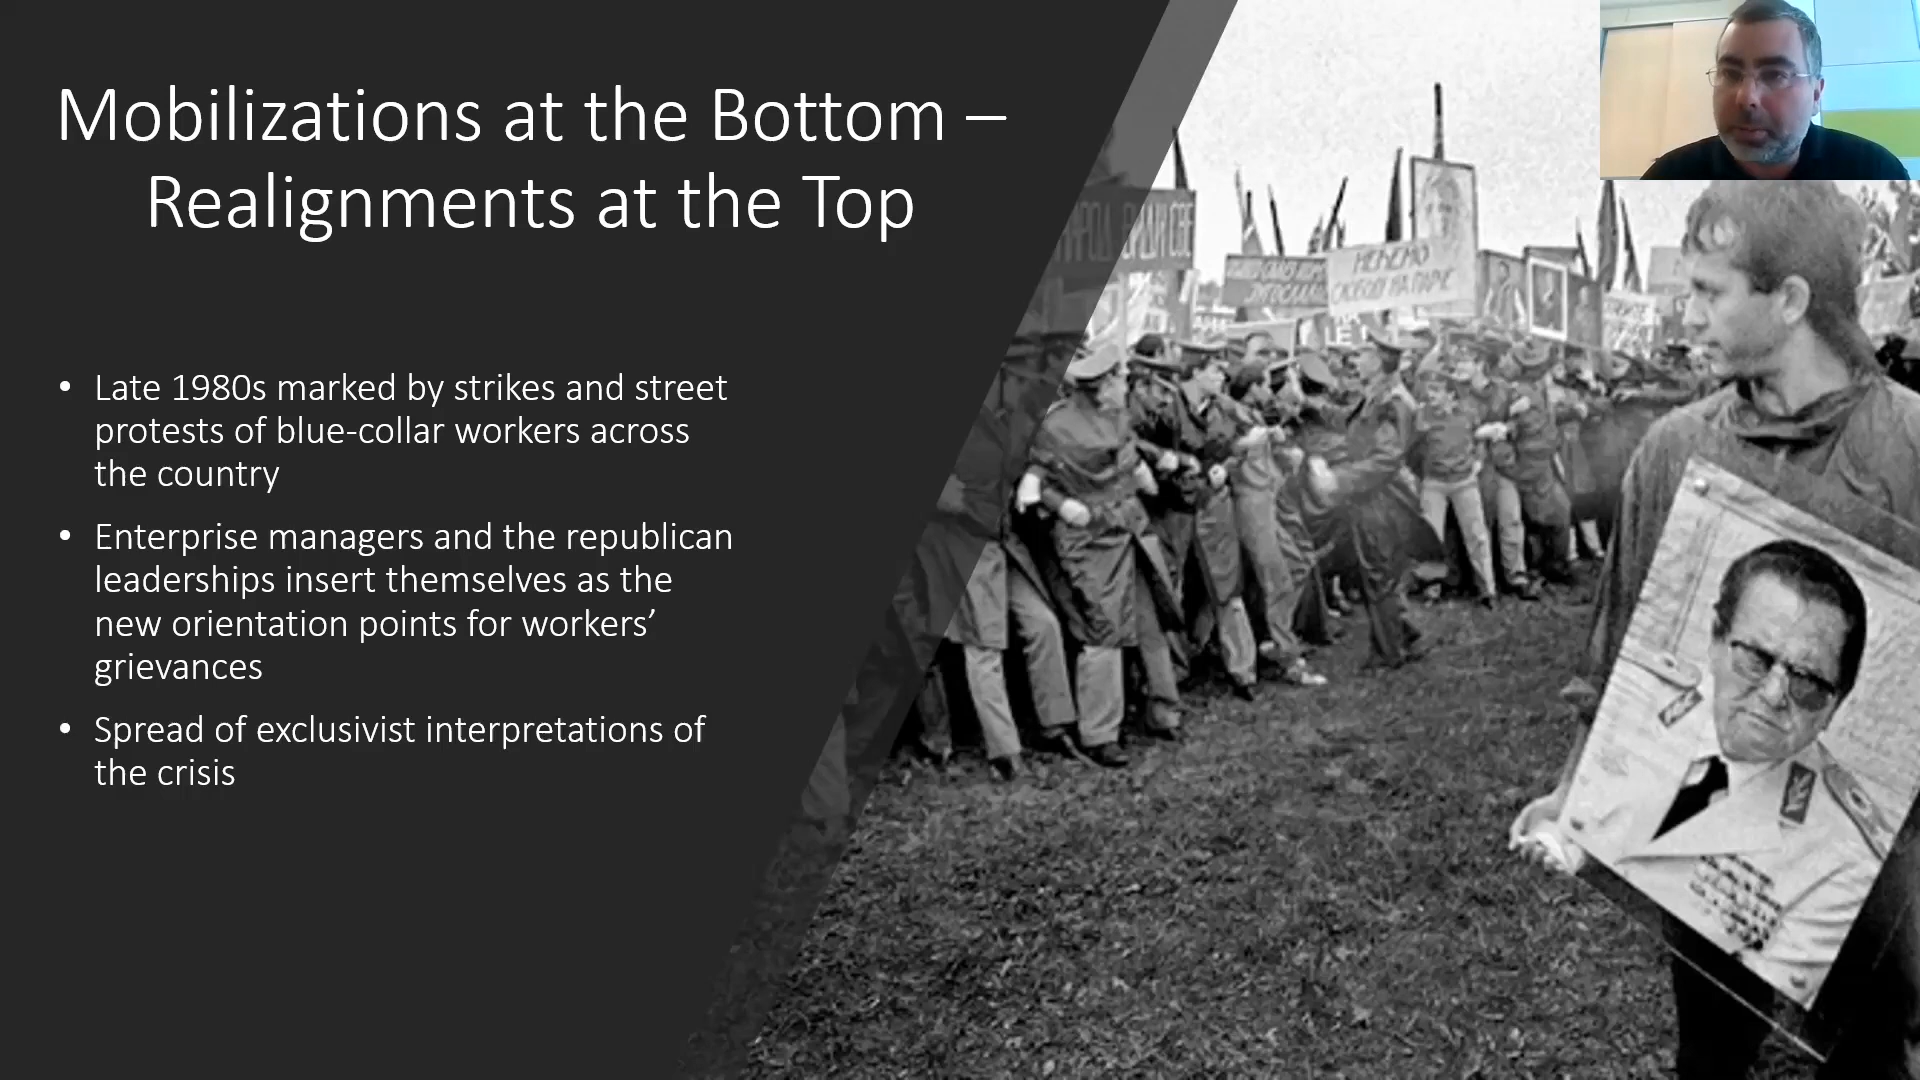 Mobilizations at the Bottom –
Realignments at the Top
• Late 1980s marked by strikes and street
protests of blue-collar workers across
the country
• Enterprise managers and the republican
leaderships insert themselves as the
new orientation points for workers’
grievances
• Spread of exclusivist interpretations of
the crisis
НЕЋЕМО